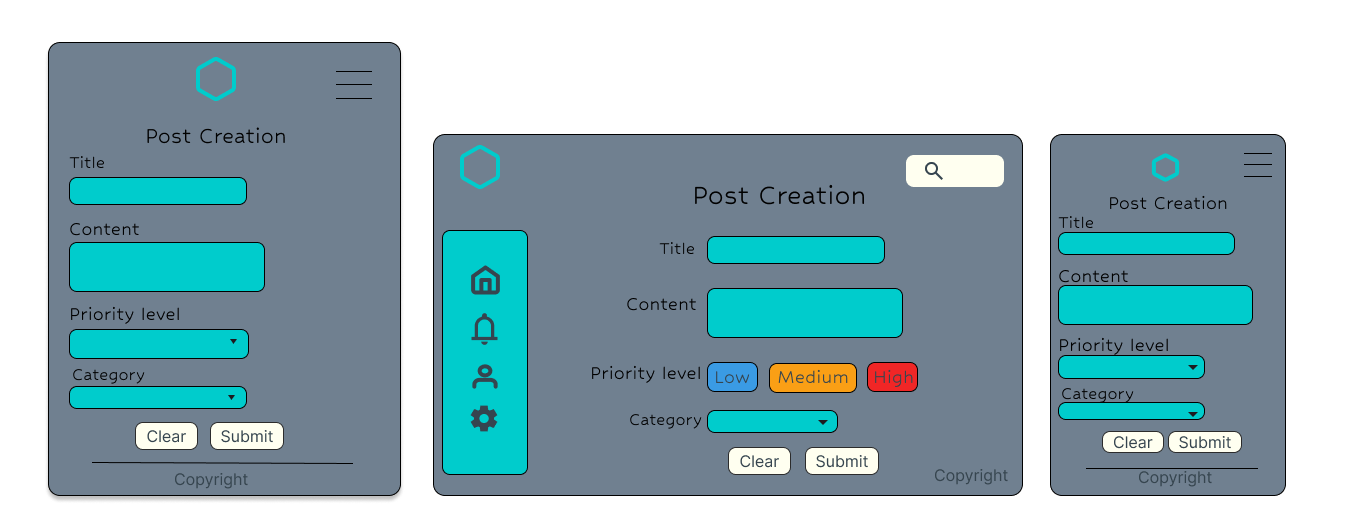 Post Creation
Title
Content
Priority level
Category
Clear Submit
Copyright
Post Creation
Title
Content
Priority level Low Medium High
Category
Clear Submit
Copyright
Post Creation
Title
Content
Priority level
Category
Clear Submit
Copyright